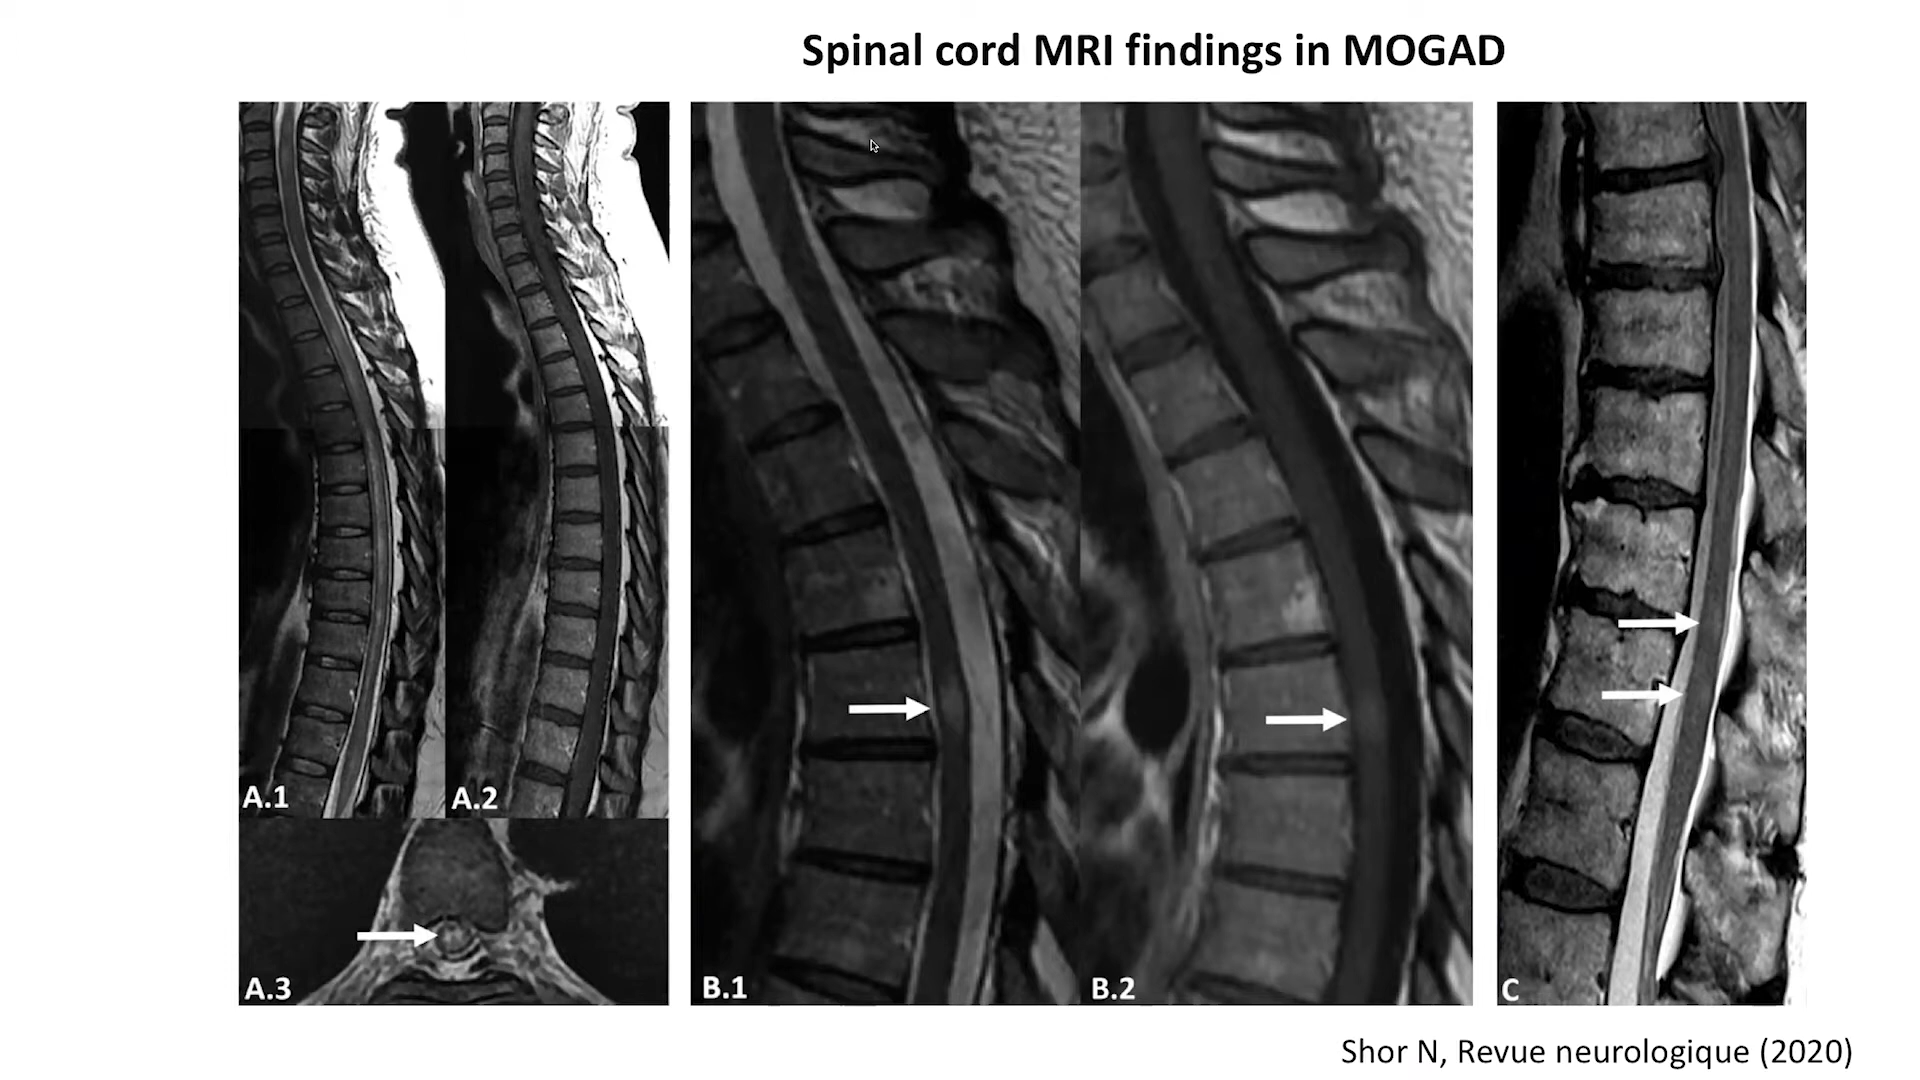 Spinal cord MRI findings in MOGAD
A.1
A.2
A.3
B.1
B.2
C
Shor N, Revue neurologique (2020)